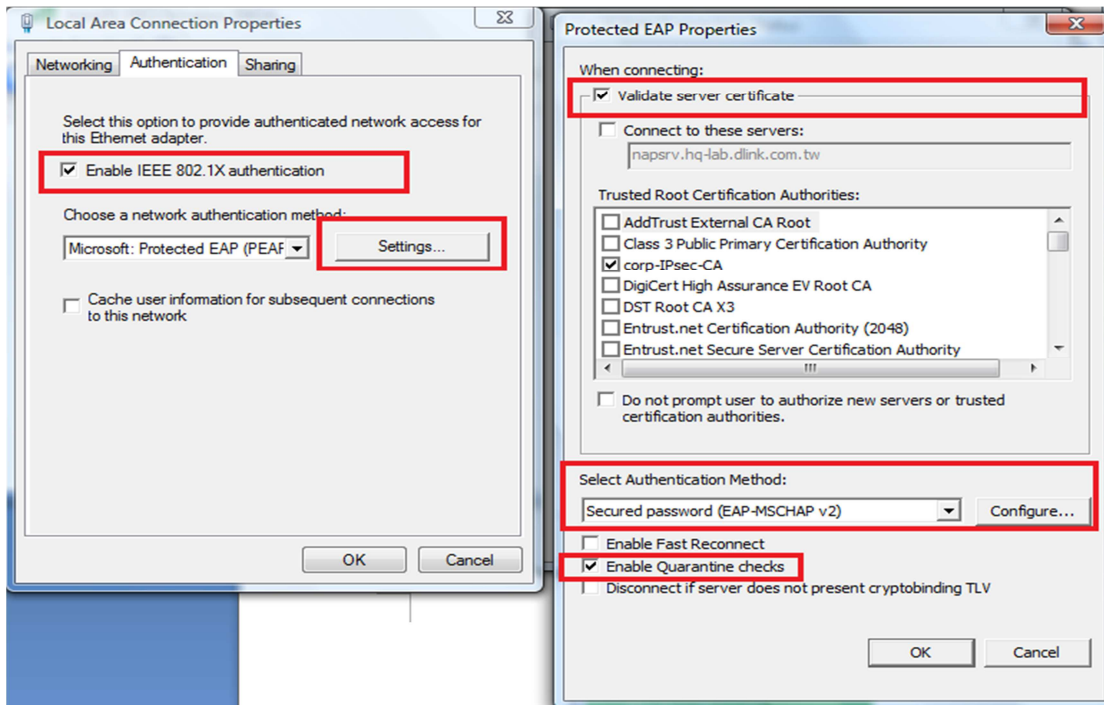 Local Area Connection Properties
Networking
Authentication
Sharing
Select this option to provide authenticated network access for
this Ethernet adapter.
Enable IEEE 802.1X authentication
Choose a network authentication method:
Microsoft: Protected EAP (PEAP
Settings...
Cache user information for subsequent connections
to this network
OK
Cancel
Protected EAP Properties
When connecting:
Validate server certificate
Connect to these servers:
napsrv.hq-lab.dlink.com.tw
Trusted Root Certification Authorities:
AddTrust External CA Root
Class 3 Public Primary Certification Authority
corp-IPsec-CA
DigiCert High Assurance EV Root CA
DST Root CA X3
Entrust.net Certification Authority (2048)
Entrust.net Secure Server Certification Authority
Do not prompt user to authorize new servers or trusted
certification authorities.
Select Authentication Method:
Secured password (EAP-MSCHAP v2)
Configure...
Enable Fast Reconnect
Enable Quarantine checks
Disconnect if server does not present cryptobinding TLV
OK
Cancel